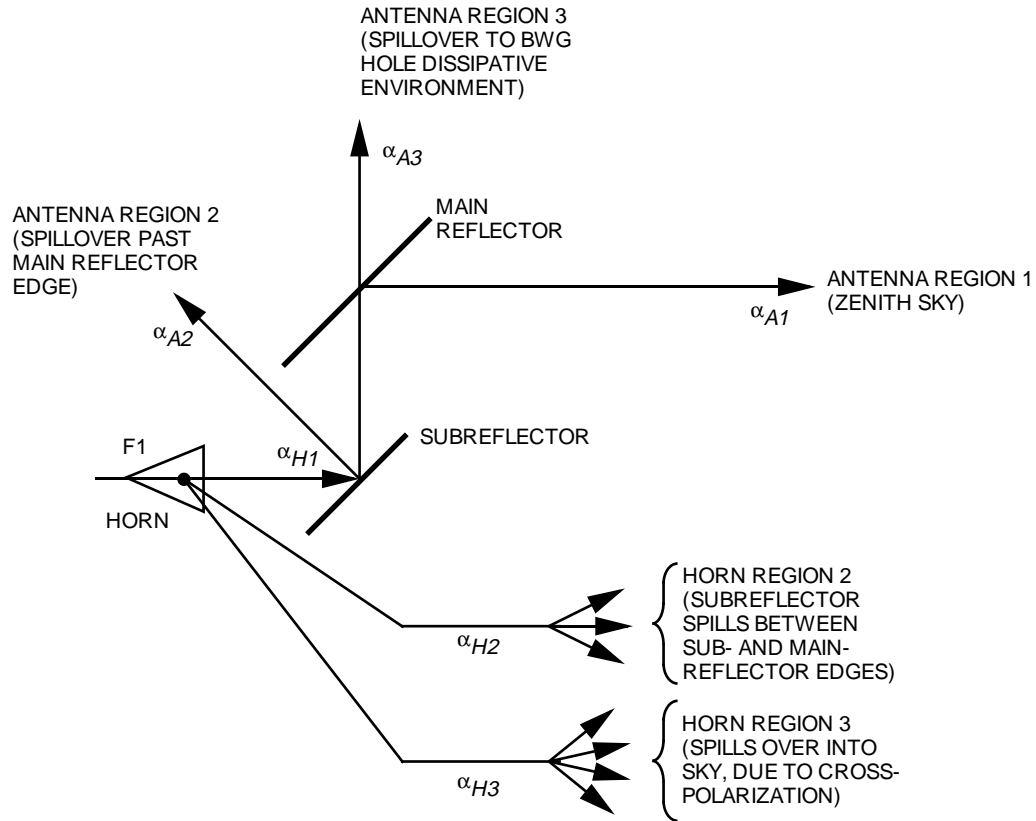 ANTENNA REGION 3
(SPILLOVER TO BWG
HOLE DISSIPATIVE
ENVIRONMENT)
αA3
MAIN
REFLECTOR
ANTENNA REGION 2
(SPILLOVER PAST
MAIN REFLECTOR
EDGE)
αA2
ANTENNA REGION 1
(ZENITH SKY)
αA1
SUBREFLECTOR
F1
αH1
HORN
HORN REGION 2
(SUBREFLECTOR
SPILLS BETWEEN
SUB- AND MAIN-
REFLECTOR EDGES)
αH2
HORN REGION 3
(SPILLS OVER INTO
SKY, DUE TO CROSS-
POLARIZATION)
αH3